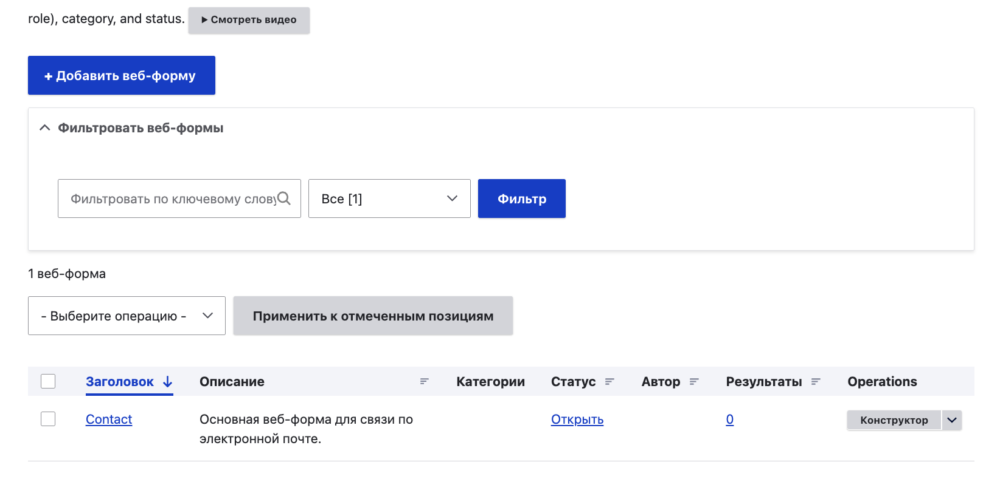 role), category, and status. ▶ Смотреть видео
+ Добавить веб-форму
Фильтровать веб-формы
Фильтровать по ключевому слову Все [1] Фильтр
1 веб-форма
- Выберите операцию - Применить к отмеченным позициям
Заголовок ↓ Описание Категории Статус Автор Результаты Operations
Contact Основная веб-форма для связи по Открыть 0 Конструктор
электронной почте.